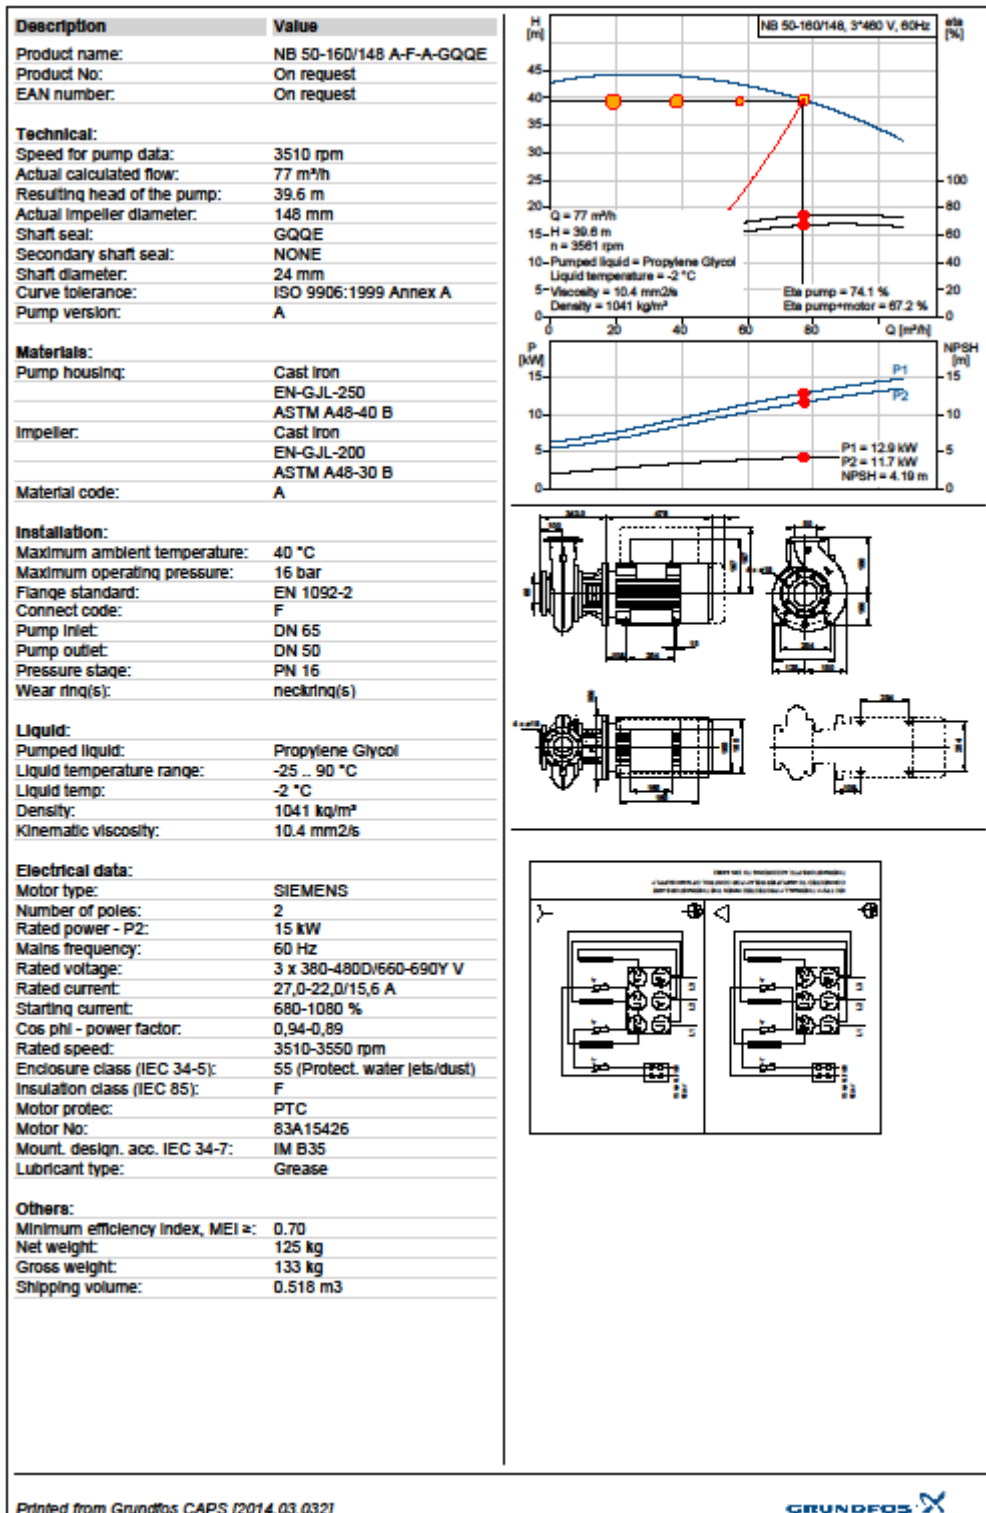 Description Value
Product name: NB 50-160/148 A-F-A-GQQE
Product No: On request
EAN number: On request
Technical:
Speed for pump data: 3510 rpm
Actual calculated flow: 77 m³/h
Resulting head of the pump: 39.6 m
Actual impeller diameter: 148 mm
Shaft seal: GQQE
Secondary shaft seal: NONE
Shaft diameter: 24 mm
Curve tolerance: ISO 9906:1999 Annex A
Pump version: A
Materials:
Pump housing: Cast iron
EN-GJL-250
ASTM A48-40 B
Impeller: Cast iron
EN-GJL-200
ASTM A48-30 B
Material code: A
Installation:
Maximum ambient temperature: 40 °C
Maximum operating pressure: 16 bar
Flange standard: EN 1092-2
Connect code: F
Pump inlet: DN 65
Pump outlet: DN 50
Pressure stage: PN 16
Wear ring(s): neckring(s)
Liquid:
Pumped liquid: Propylene Glycol
Liquid temperature range: -25 .. 90 °C
Liquid temp: -2 °C
Density: 1041 kg/m³
Kinematic viscosity: 10.4 mm2/s
Electrical data:
Motor type: SIEMENS
Number of poles: 2
Rated power - P2: 15 kW
Mains frequency: 60 Hz
Rated voltage: 3 x 380-480D/660-690Y V
Rated current: 27,0-22,0/15,6 A
Starting current: 680-1080 %
Cos phi - power factor: 0,94-0,89
Rated speed: 3510-3550 rpm
Enclosure class (IEC 34-5): 55 (Protect. water jets/dust)
Insulation class (IEC 85): F
Motor protec: PTC
Motor No: 83A15426
Mount. design. acc. IEC 34-7: IM B35
Lubricant type: Grease
Others:
Minimum efficiency index, MEI ≥: 0.70
Net weight: 125 kg
Gross weight: 133 kg
Shipping volume: 0.518 m3
H
[m]
NB 50-160/148, 3*460 V, 60Hz
eta
[%]
45
40
35
30
25
20
15
10
5
0
100
80
60
40
20
0
Q = 77 m³/h
H = 39.6 m
n = 3561 rpm
Pumped liquid = Propylene Glycol
Liquid temperature = -2 °C
Viscosity = 10.4 mm2/s
Density = 1041 kg/m³
Eta pump = 74.1 %
Eta pump+motor = 67.2 %
0 20 40 60 80 Q [m³/h]
P
[kW]
NPSH
[m]
15
10
5
0
15
10
5
0
P1
P2
P1 = 12.9 kW
P2 = 11.7 kW
NPSH = 4.19 m
Printed from Grundfos CAPS [2014.03.032]
GRUNDFOS